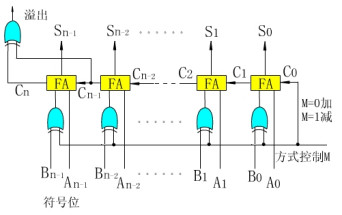 溢出
Sn-1 Sn-2 ...... S1 S0
FA FA FA FA
Cn Cn-1 Cn-2 C2 C1 C0
M=0加
M=1减
方式控制M
Bn-1 An-1 Bn-2 An-2 ...... B1 A1 B0 A0
符号位